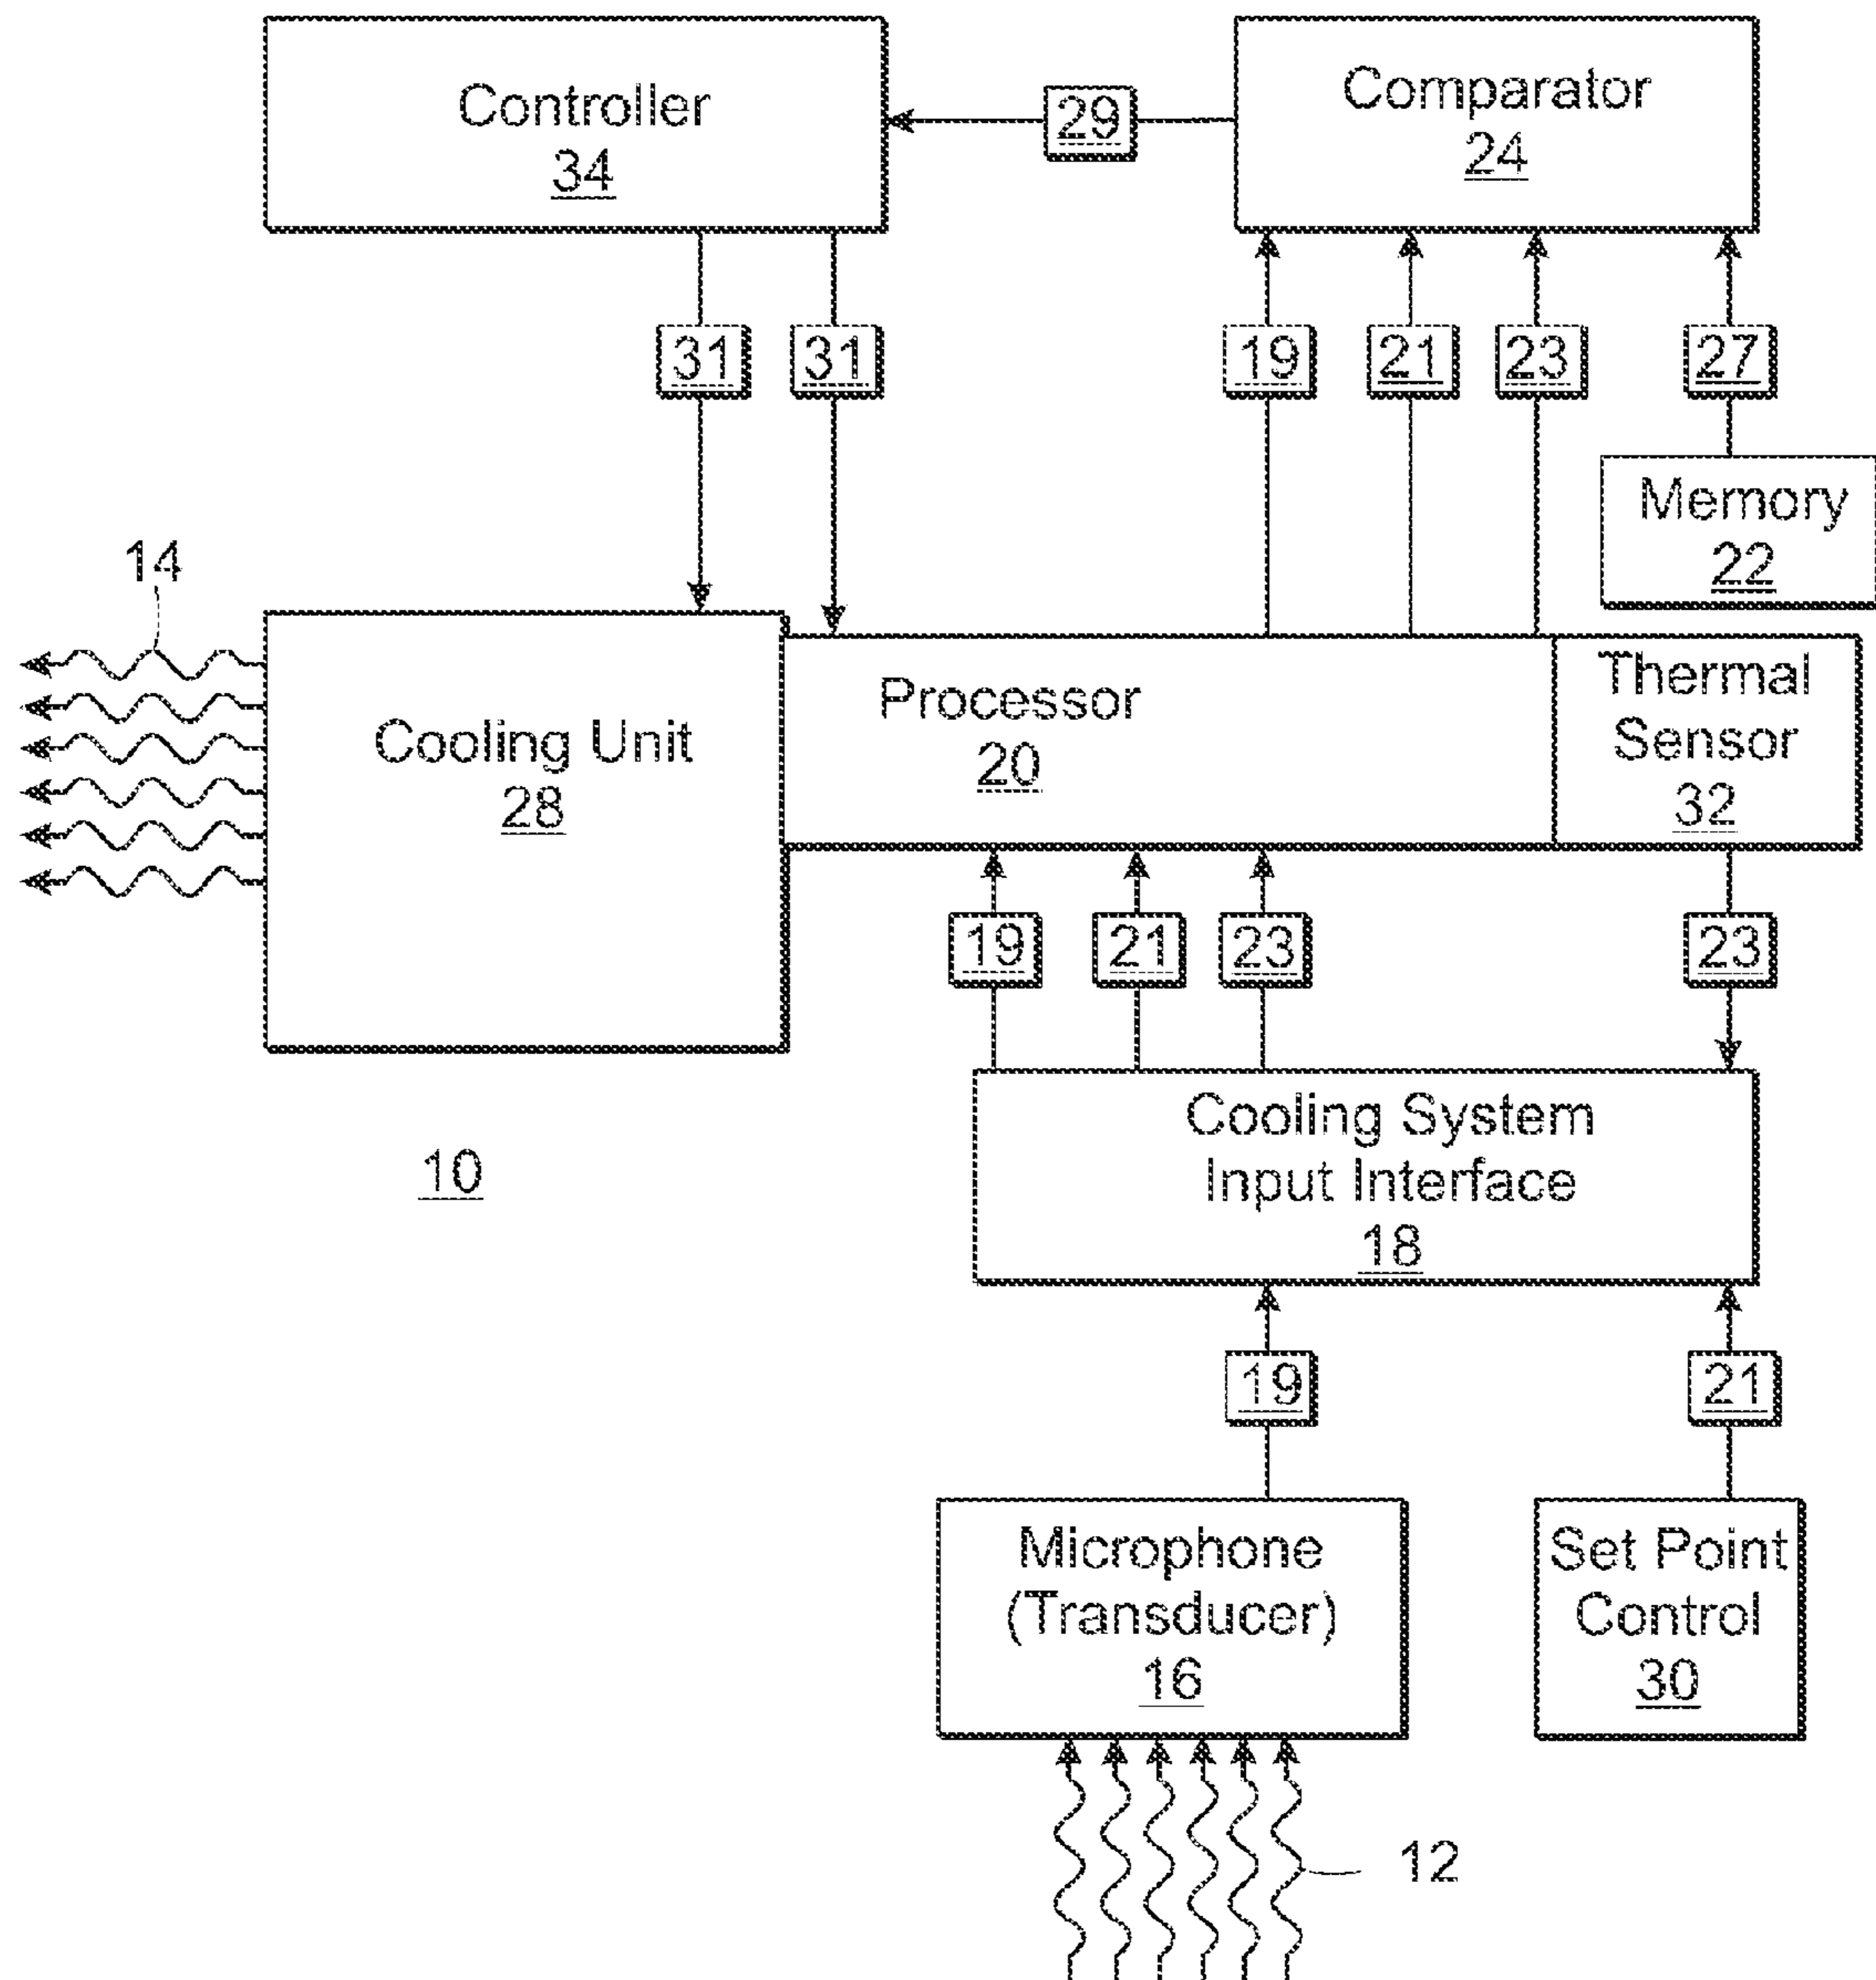 Controller
34
29
Comparator
24
31
31
19
21
23
27
Memory
22
14
Cooling Unit
28
Processor
20
Thermal
Sensor
32
19
21
23
23
10
Cooling System
Input Interface
18
19
21
Microphone
(Transducer)
16
Set Point
Control
30
12